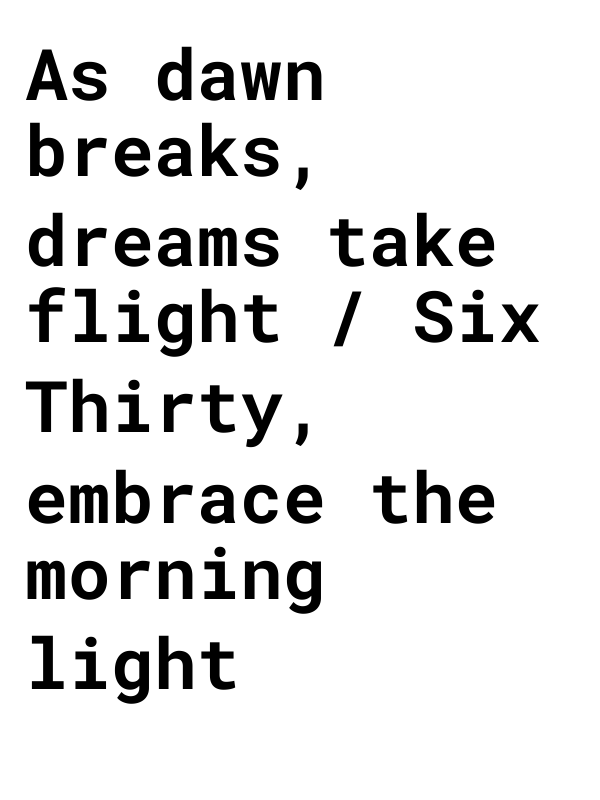 As dawn
breaks,
dreams take
flight / Six
Thirty,
embrace the
morning
light